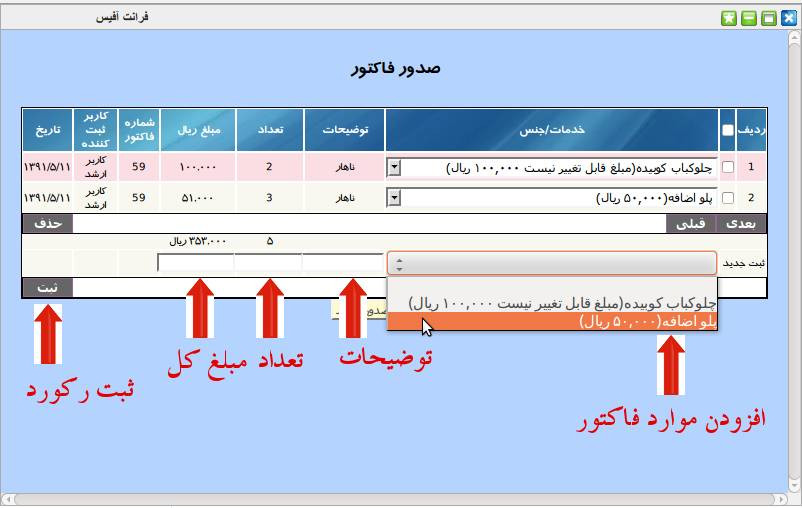 فرانت آفیس
صدور فاکتور
ردیف خدمات/جنس توضیحات تعداد مبلغ ریال شماره فاکتور کاربر ثبت کننده تاریخ
1 چلوکباب کوبیده(مبلغ قابل تغییر نیست ۱۰۰,۰۰۰ ریال) ناهار 2 ۱۰۰.۰۰۰ 59 کاربر ارشد ۱۳۹۱/۵/۱۱
2 پلو اضافه(۵۰,۰۰۰ ریال) ناهار 3 ۵۱.۰۰۰ 59 کاربر ارشد ۱۳۹۱/۵/۱۱
بعدی قبلی حذف
۵ ۳۵۳.۰۰۰ ریال
ثبت جدید
ثبت
چلوکباب کوبیده(مبلغ قابل تغییر نیست ۱۰۰,۰۰۰ ریال)
پلو اضافه(۵۰,۰۰۰ ریال)
توضیحات
تعداد
مبلغ کل
ثبت رکورد
افزودن موارد فاکتور